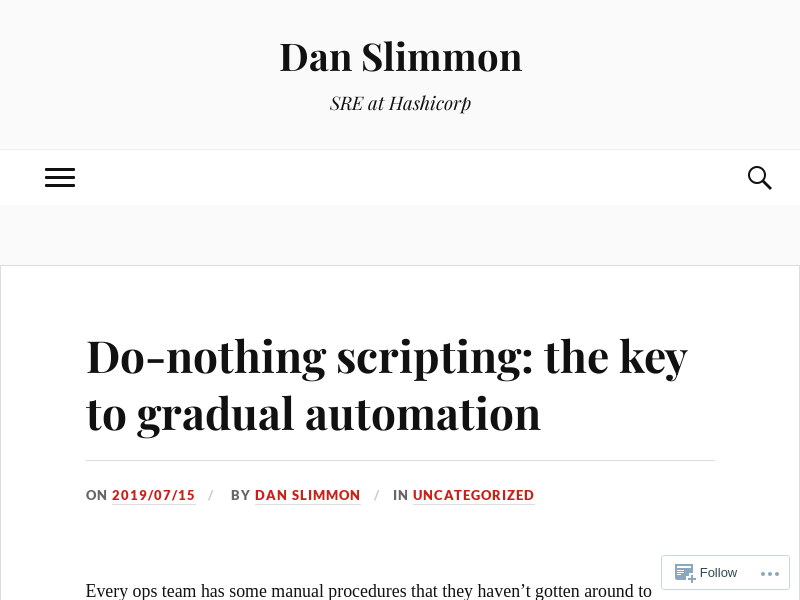 Dan Slimmon
SRE at Hashicorp
Do-nothing scripting: the key
to gradual automation
ON 2019/07/15 / BY DAN SLIMMON / IN UNCATEGORIZED
Every ops team has some manual procedures that they haven’t gotten around to
Follow